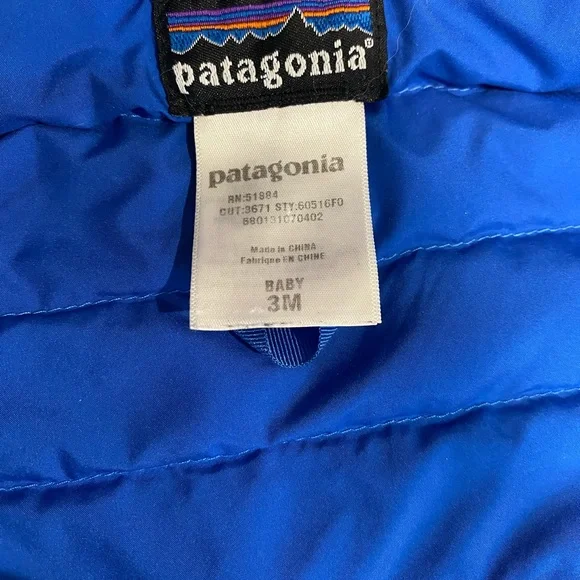 patagonia®
patagonia
RN:51884
CUT:3671 STY:60516F0
680131070402
Made in CHINA
Fabriqué EN CHINE
BABY
3M